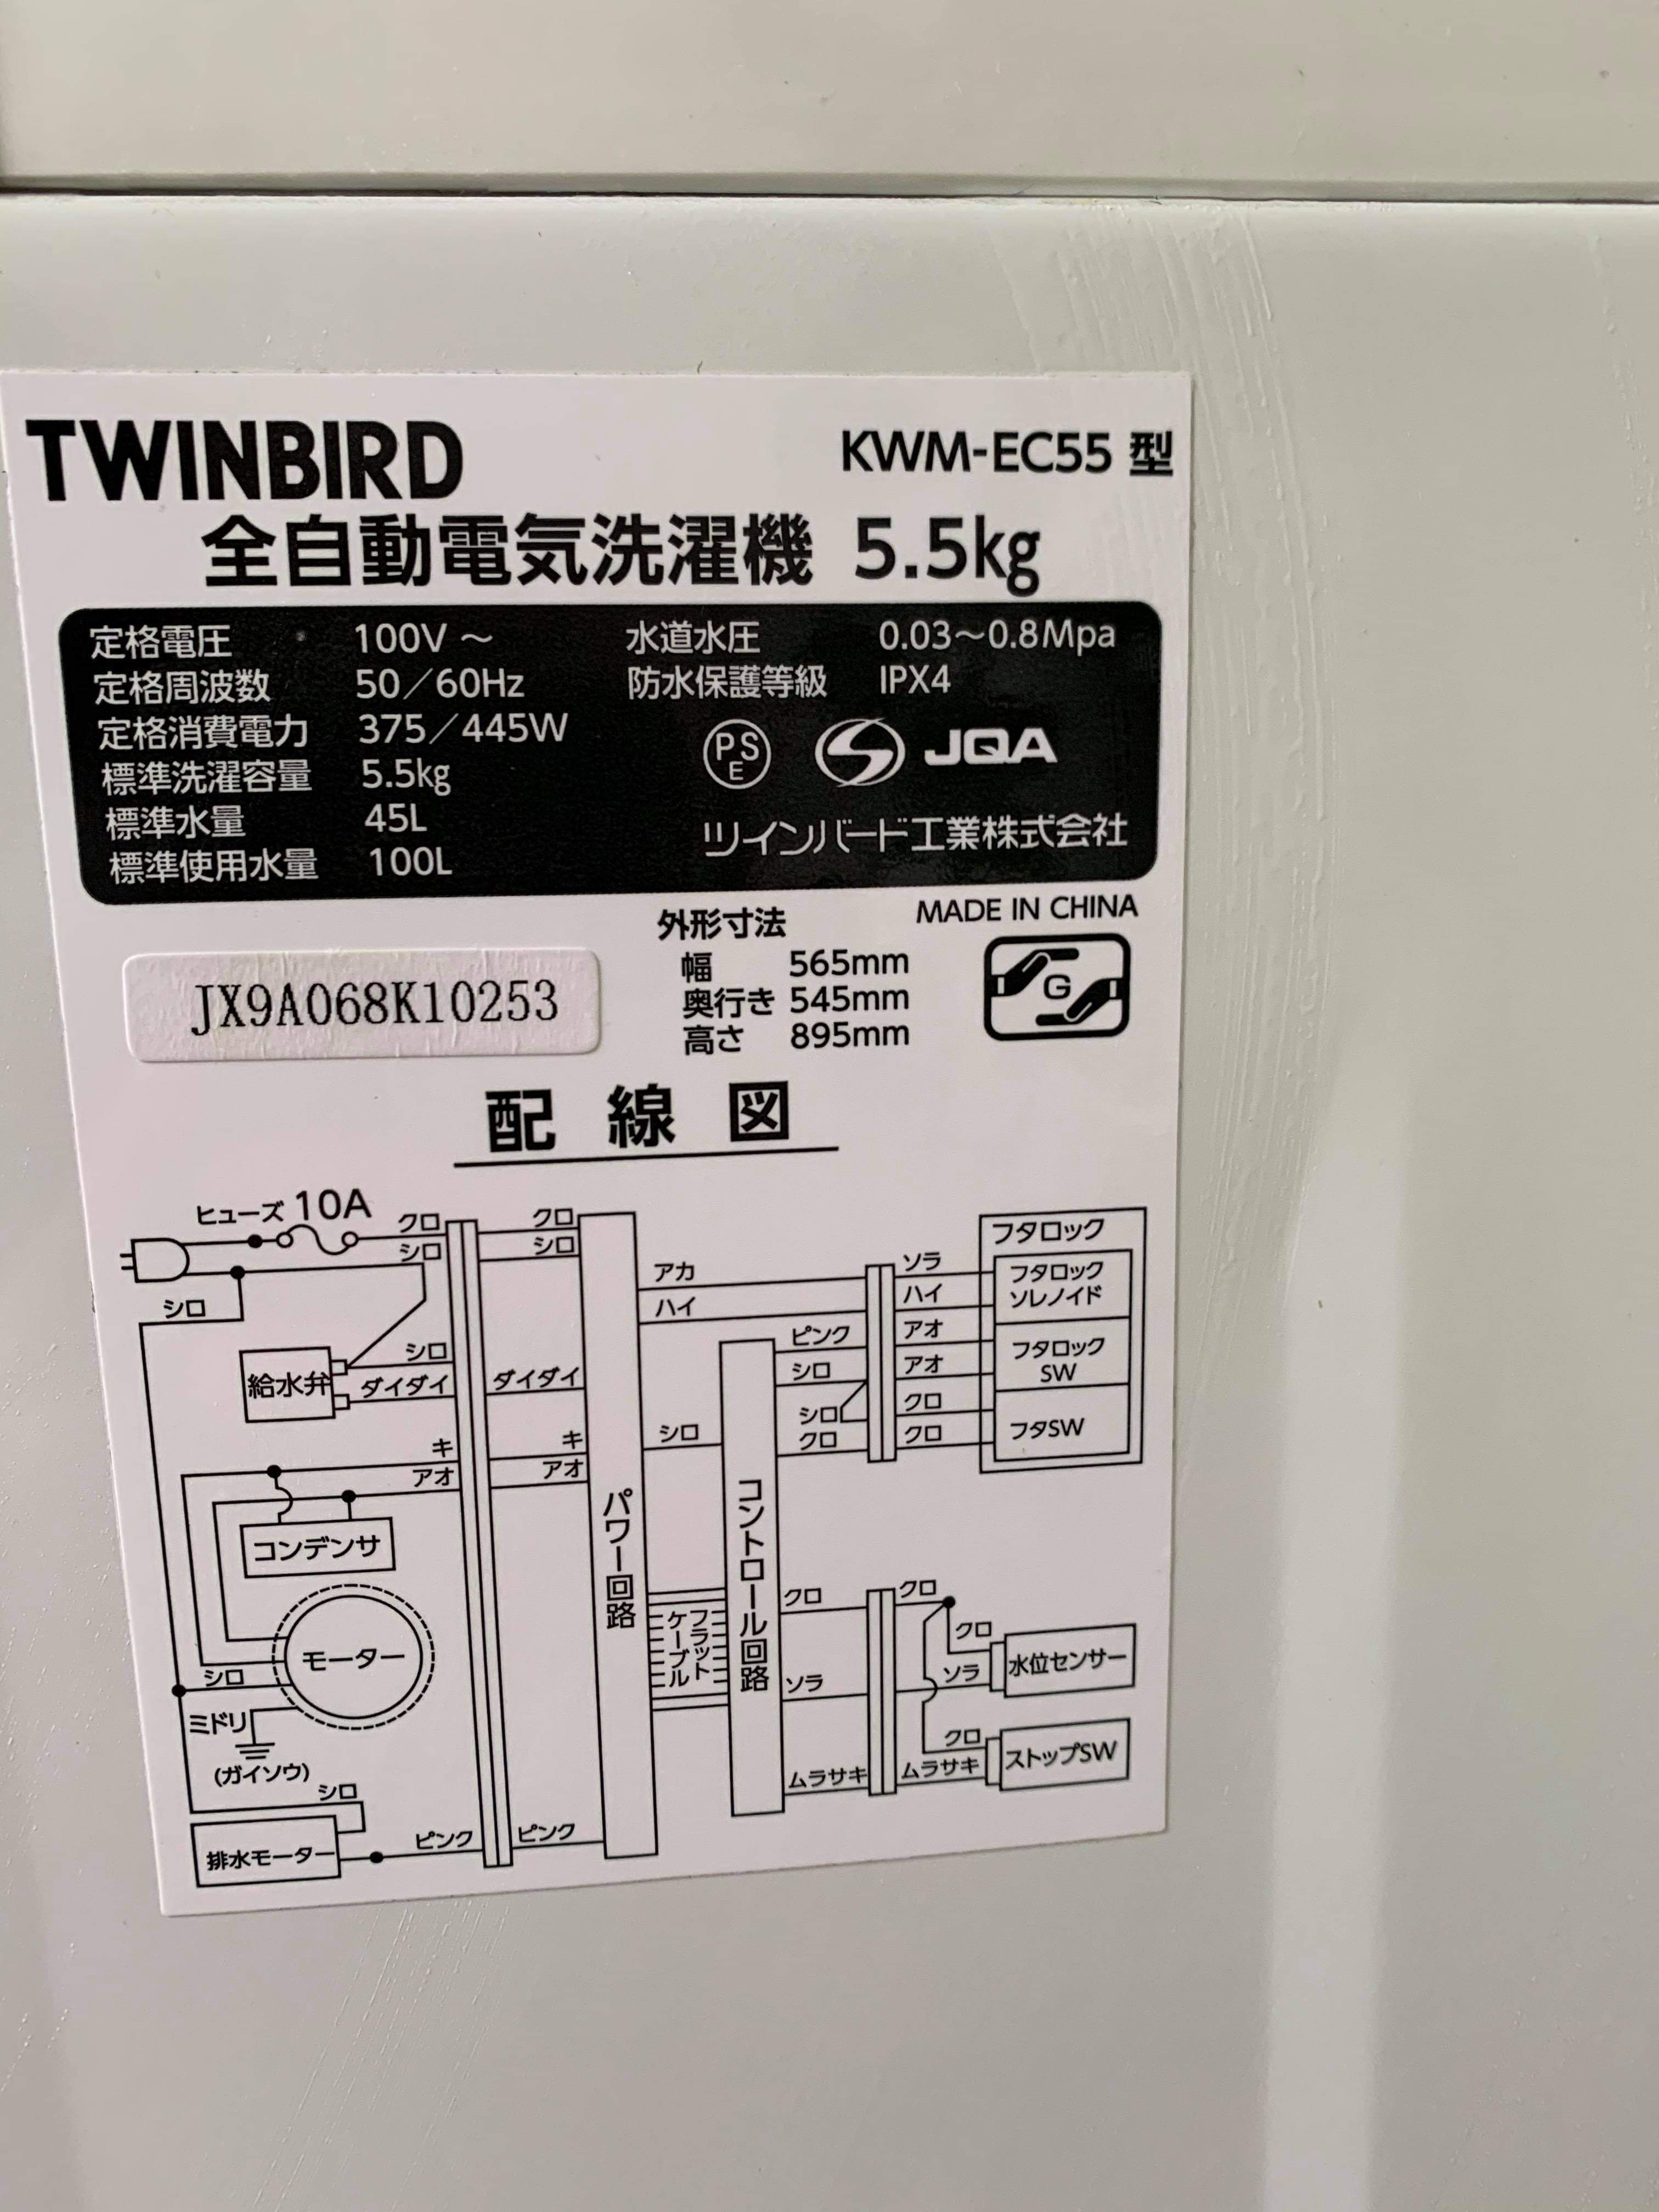 TWINBIRD KWM-EC55 型
全自動電気洗濯機 5.5kg
定格電圧 100V ～
定格周波数 50／60Hz
定格消費電力 375／445W
標準洗濯容量 5.5kg
標準水量 45L
標準使用水量 100L
水道水圧 0.03～0.8Mpa
防水保護等級 IPX4
PS
E
JQA
ツインバード工業株式会社
JX9A068K10253
外形寸法
幅 565mm
奥行き 545mm
高さ 895mm
MADE IN CHINA
G
配線図
ヒューズ 10A
クロ
シロ
シロ
給水弁
シロ
ダイダイ
キ
アオ
コンデンサ
モーター
シロ
ミドリ
(ガイソウ)
シロ
排水モーター
ピンク
クロ
シロ
ダイダイ
キ
アオ
ピンク
パワー回路
アカ
ハイ
シロ
フラット
ケーブル
コントロール回路
ピンク
シロ
シロ
クロ
クロ
ソラ
ムラサキ
ソラ
ハイ
アオ
アオ
クロ
クロ
フタロック
フタロック
ソレノイド
フタロック
SW
フタSW
クロ
クロ
ソラ
水位センサー
クロ
ムラサキ
ストップSW